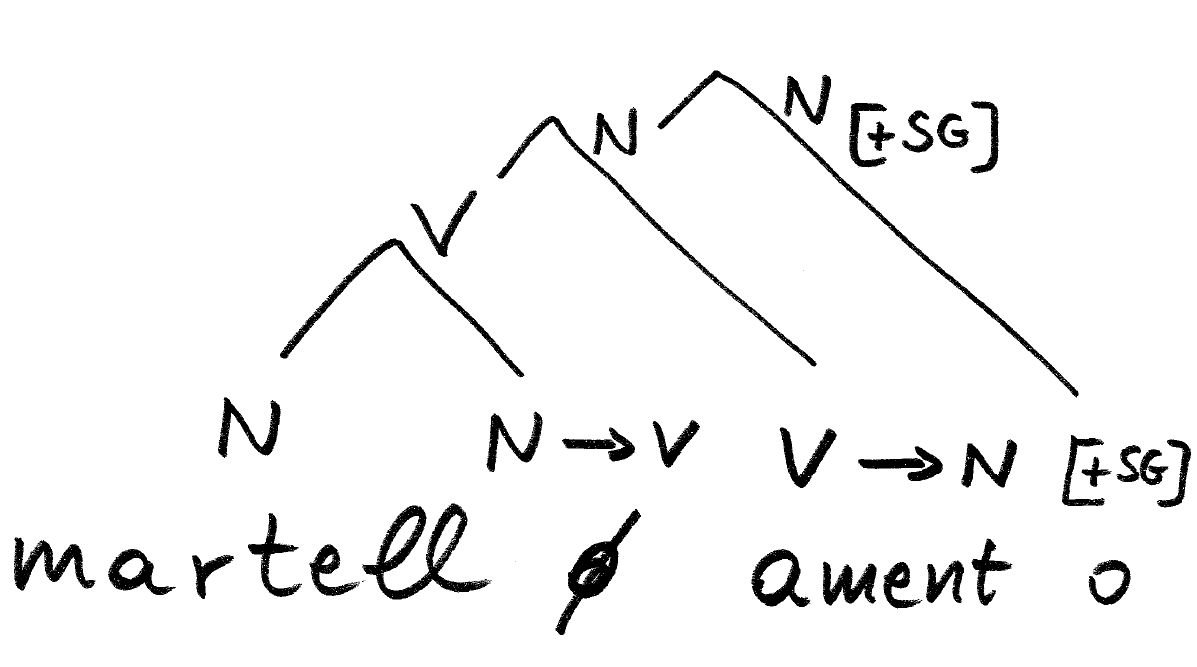 N [+SG]
N
V
N N → V V → N [+SG]
martell ∅ ament o